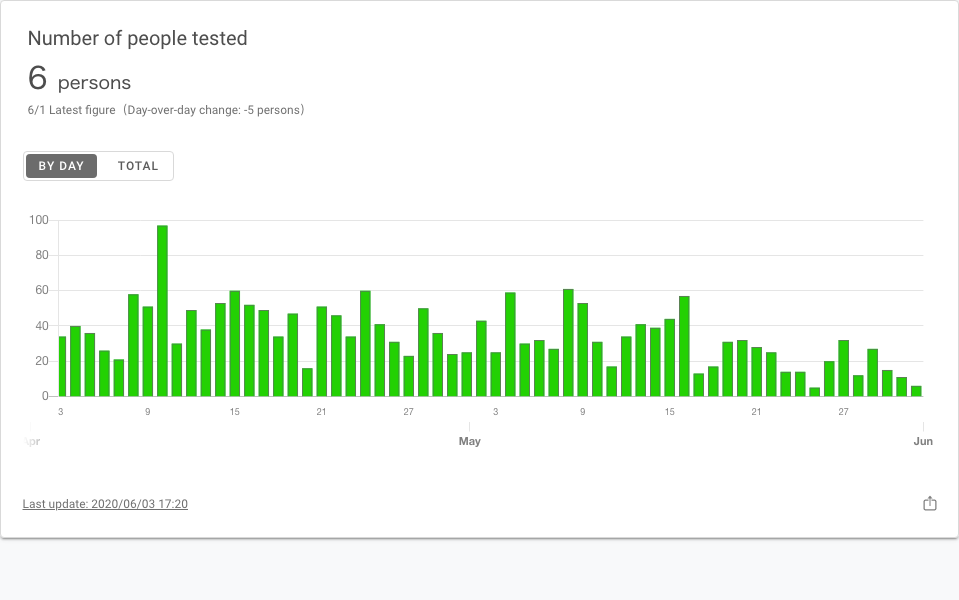 Number of people tested
6 persons
6/1 Latest figure（Day-over-day change: -5 persons）
BY DAY TOTAL
100
80
60
40
20
0
3 9 15 21 27 3 9 15 21 27
May Jun
Last update: 2020/06/03 17:20